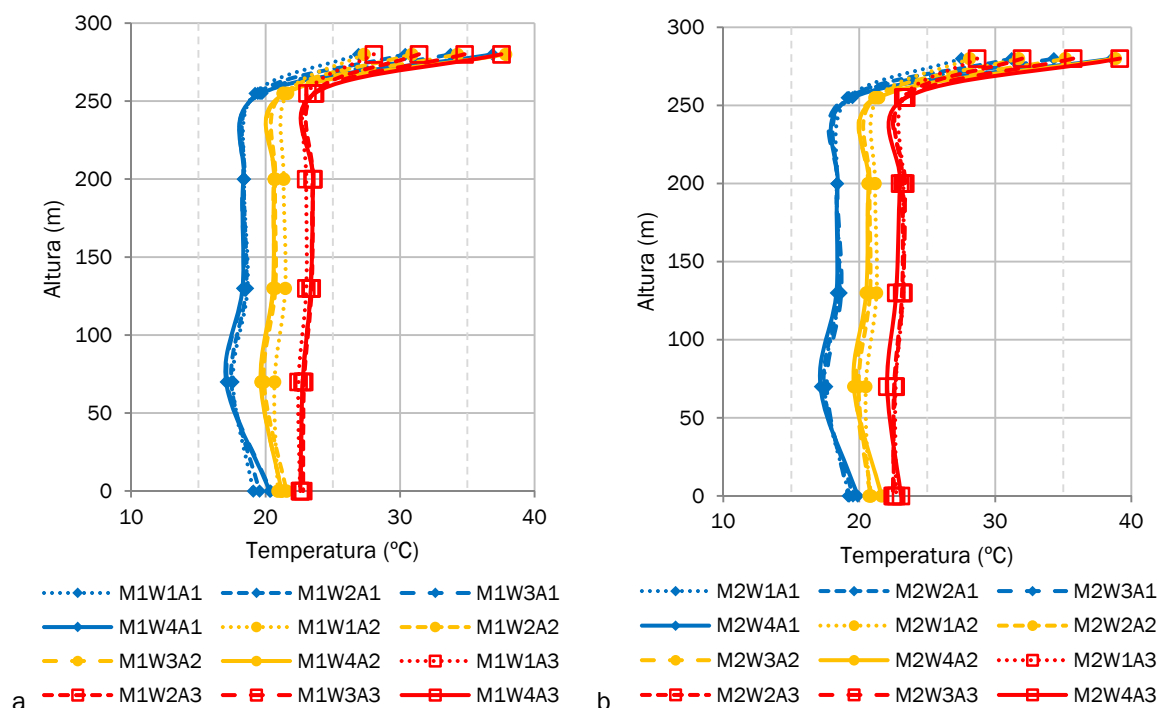 300
250
200
150
100
50
0
Altura (m)
10 20 30 40
Temperatura (ºC)
M1W1A1 M1W2A1 M1W3A1
M1W4A1 M1W1A2 M1W2A2
M1W3A2 M1W4A2 M1W1A3
M1W2A3 M1W3A3 M1W4A3
a
300
250
200
150
100
50
0
Altura (m)
10 20 30 40
Temperatura (ºC)
M2W1A1 M2W2A1 M2W3A1
M2W4A1 M2W1A2 M2W2A2
M2W3A2 M2W4A2 M2W1A3
M2W2A3 M2W3A3 M2W4A3
b